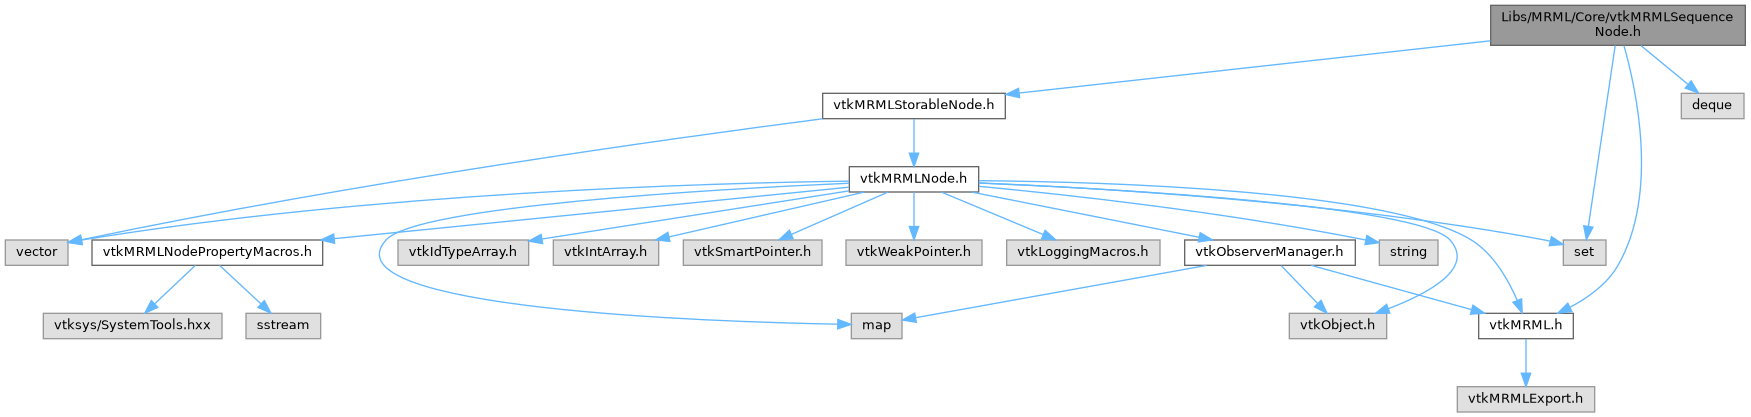 Libs/MRML/Core/vtkMRMLSequence
Node.h
vtkMRMLStorableNode.h
deque
vtkMRMLNode.h
vector
vtkMRMLNodePropertyMacros.h
vtkIdTypeArray.h
vtkIntArray.h
vtkSmartPointer.h
vtkWeakPointer.h
vtkLoggingMacros.h
vtkObserverManager.h
string
set
vtksys/SystemTools.hxx
sstream
map
vtkObject.h
vtkMRML.h
vtkMRMLExport.h